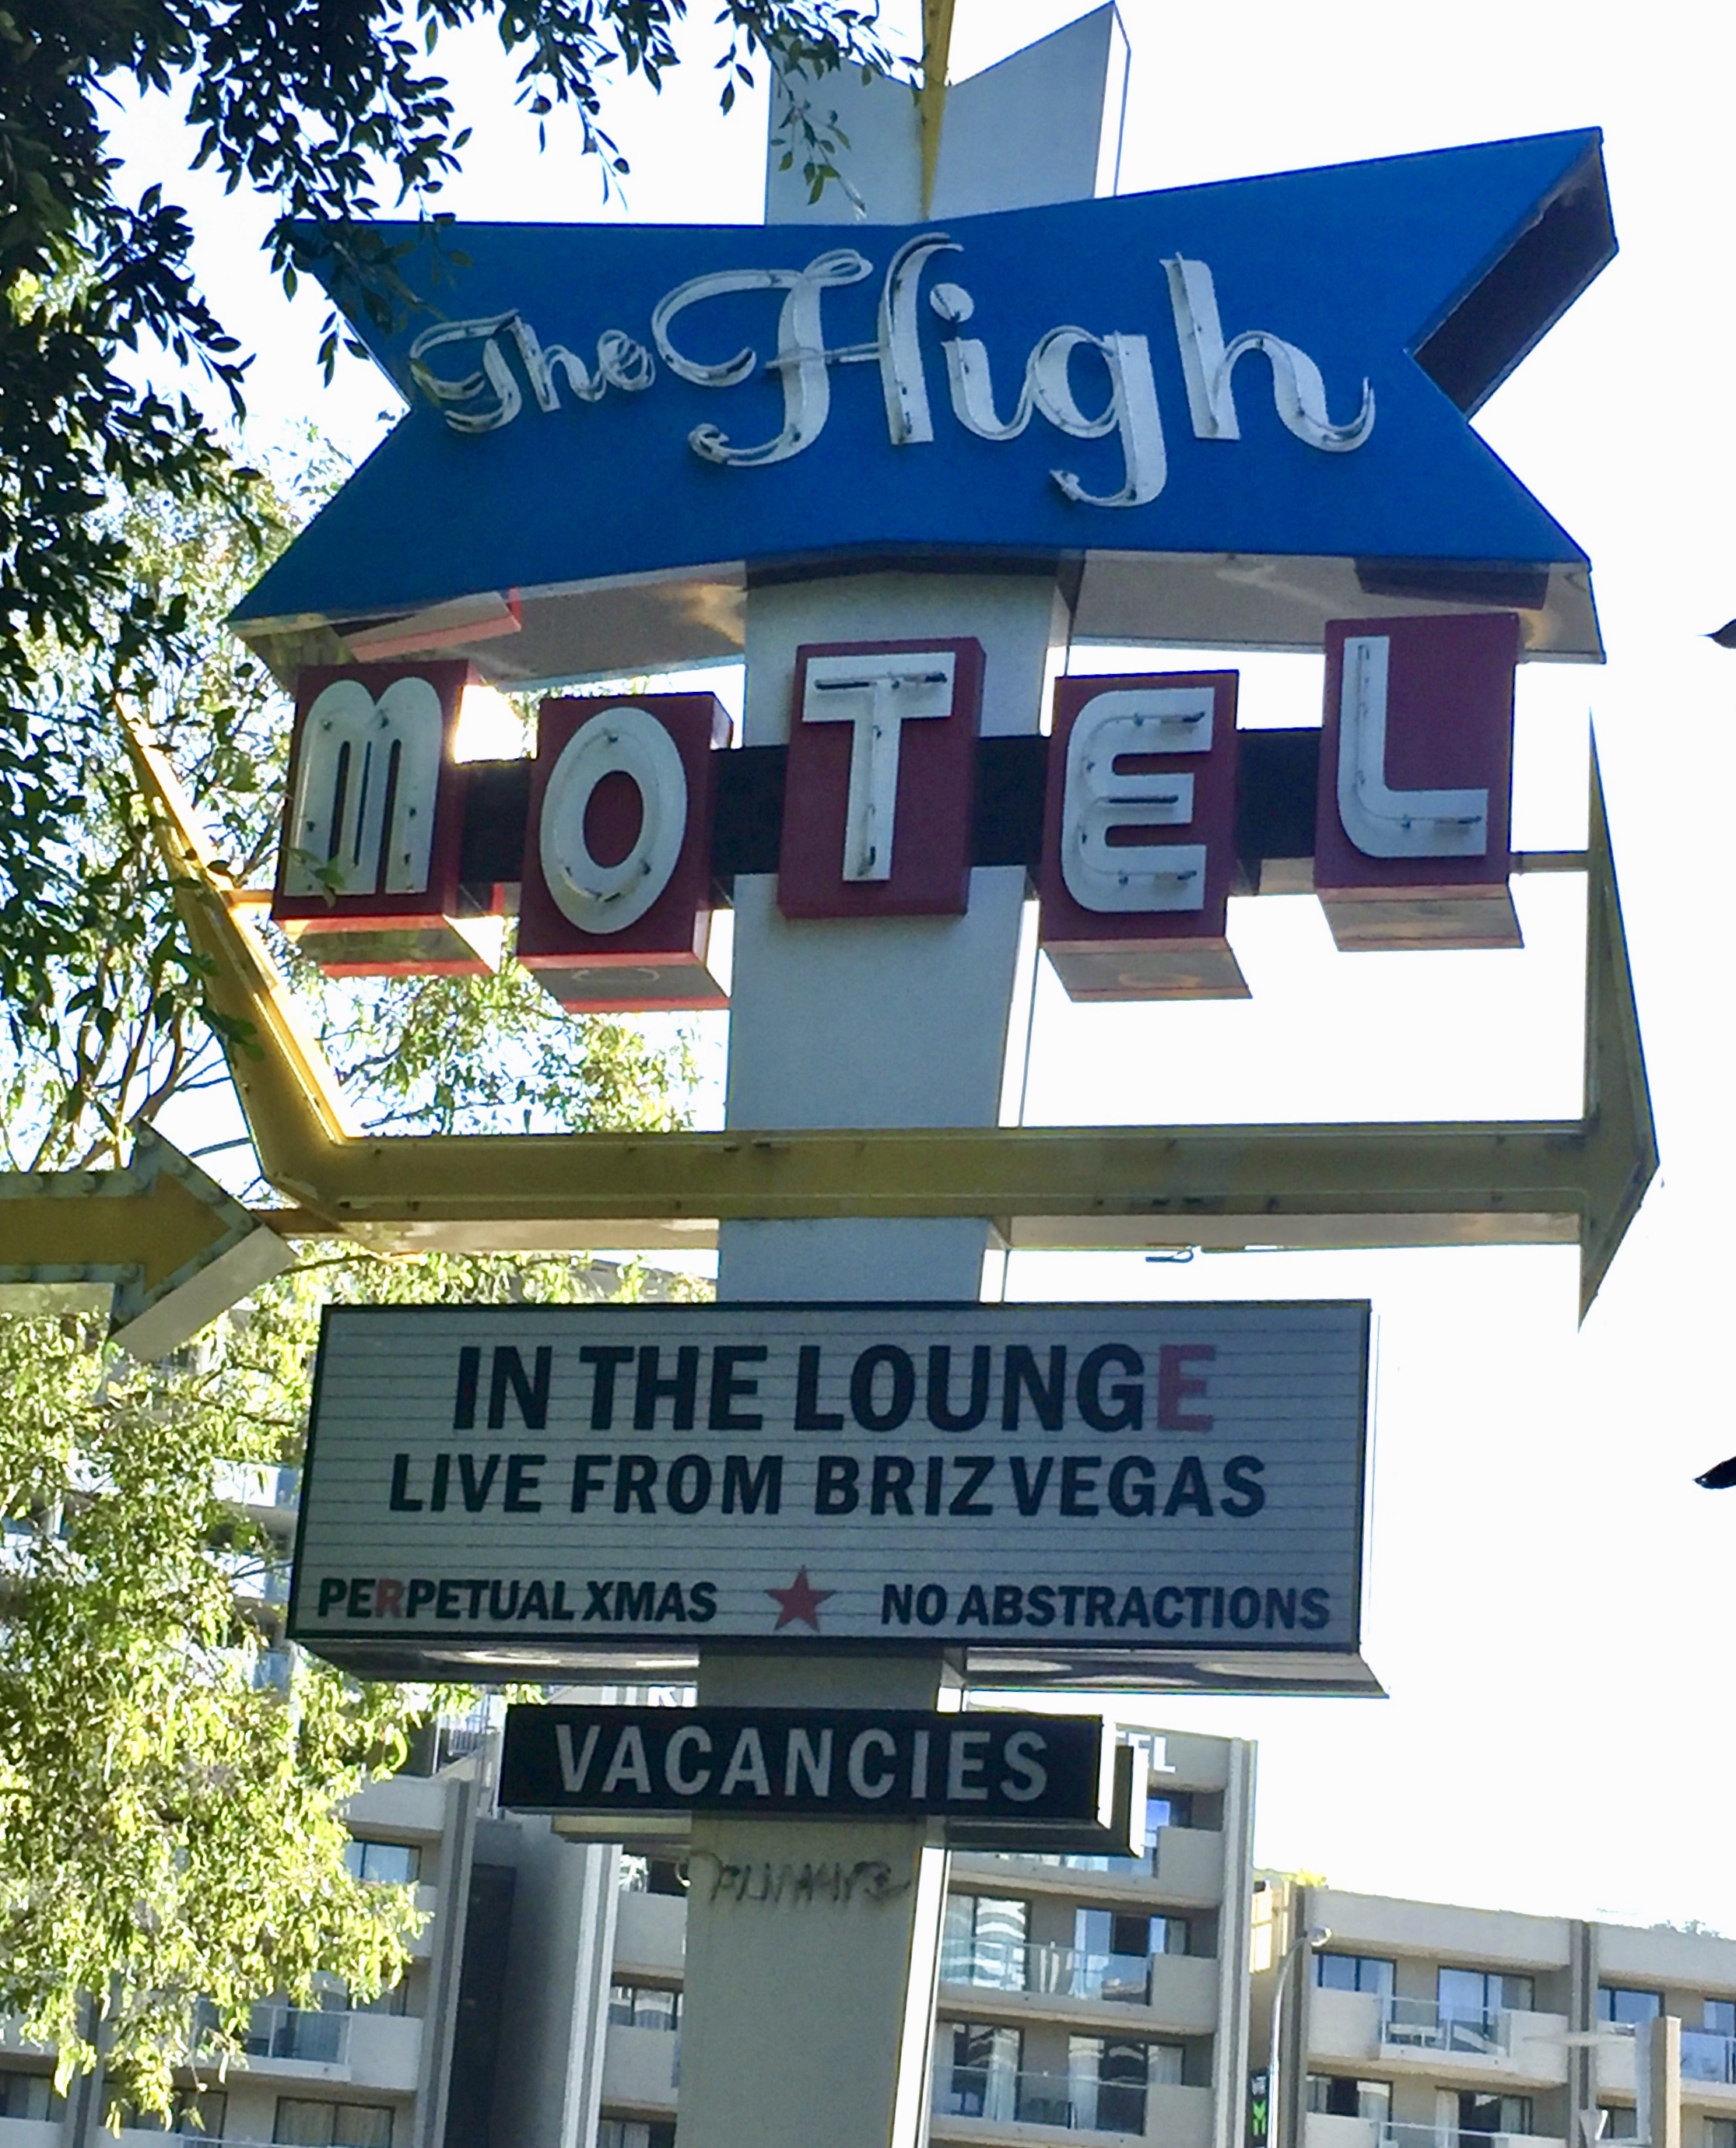 The High
MOTEL
IN THE LOUNGE
LIVE FROM BRIZVEGAS
PERPETUAL XMAS ★ NO ABSTRACTIONS
VACANCIES